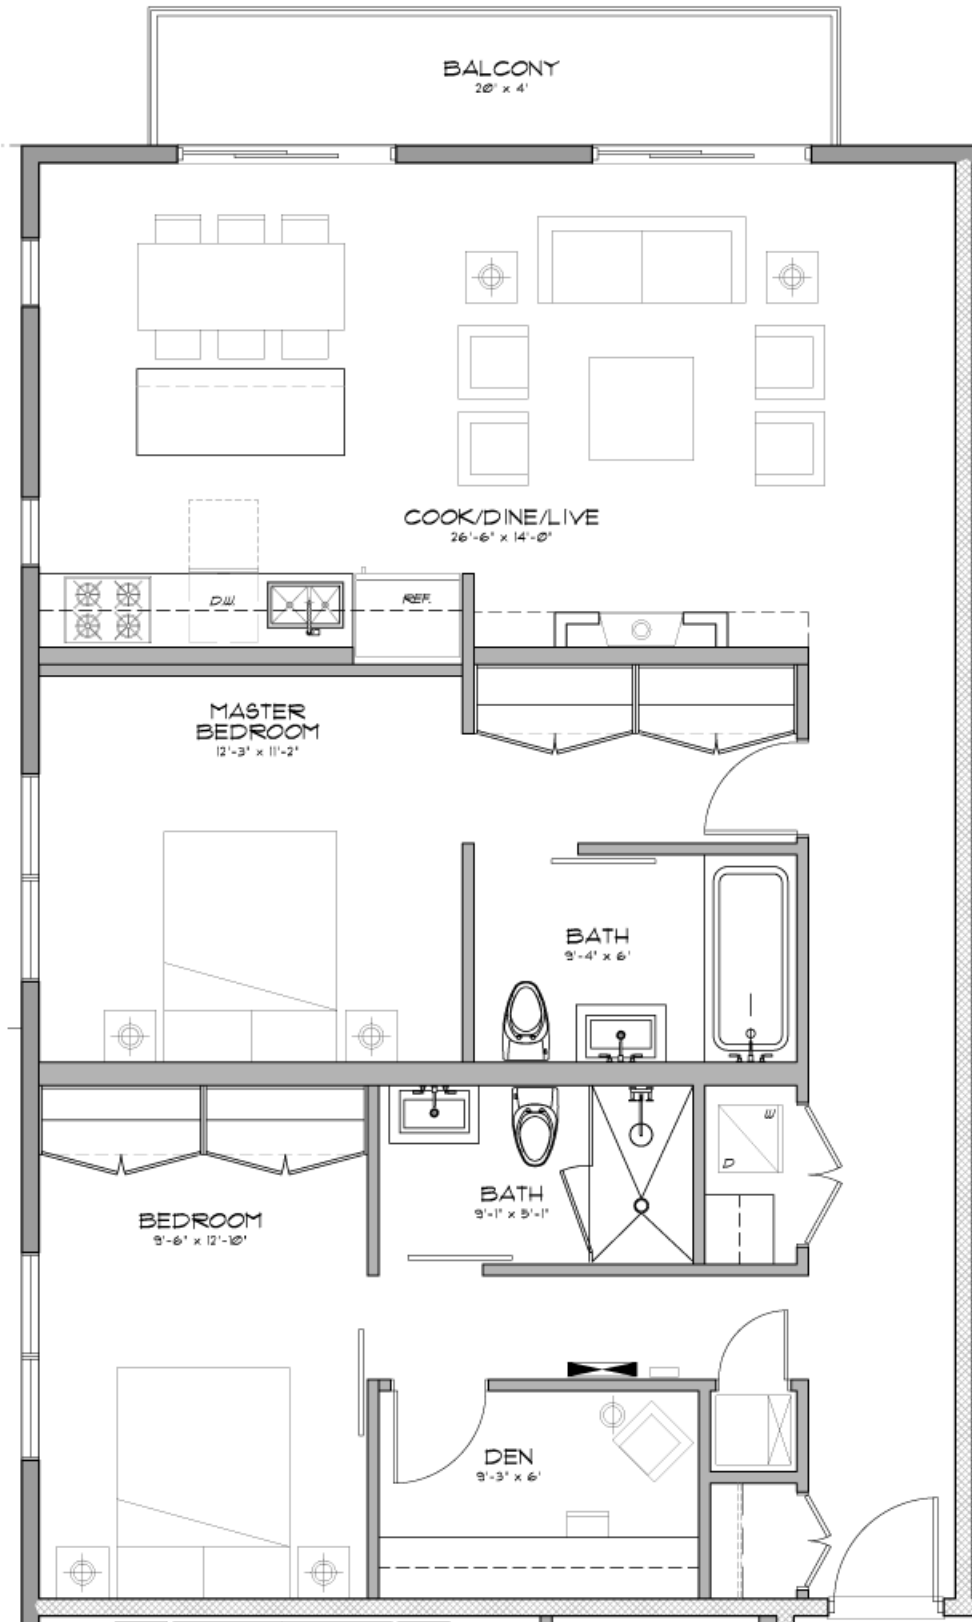 BALCONY
20' x 4'
COOK/DINE/LIVE
26'-6" x 14'-0"
D.W.
REF.
MASTER
BEDROOM
12'-3" x 11'-2"
BATH
9'-4" x 6'
W
D
BATH
9'-1" x 5'-1"
BEDROOM
9'-6" x 12'-10"
DEN
9'-3" x 6'